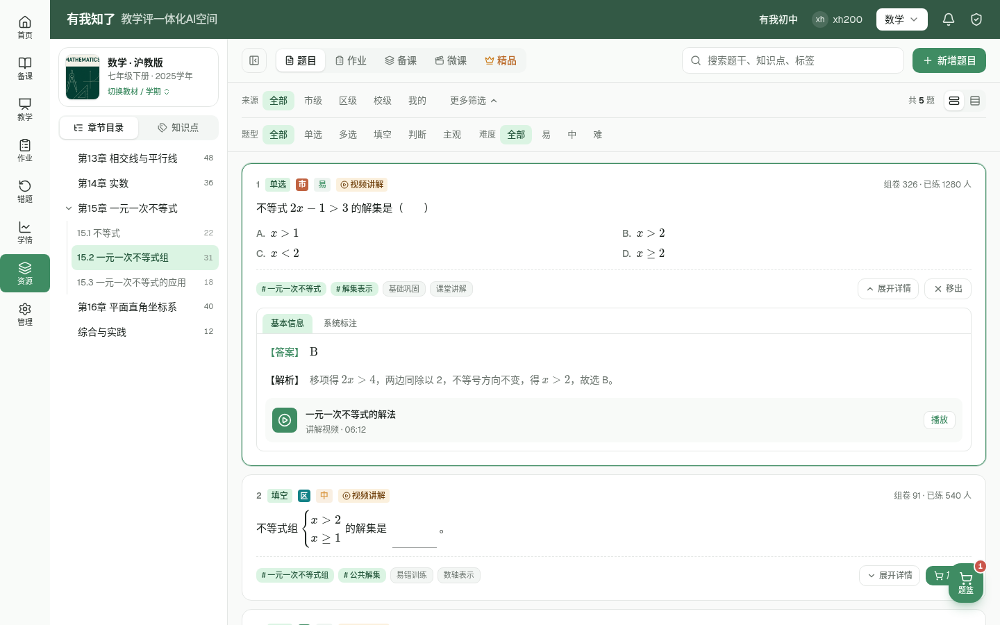 有我知了 教学评一体化AI空间
有我初中 xh xh200 数学
首页
备课
教学
作业
错题
学情
资源
管理
MATHEMATICS
数学 · 沪教版
七年级下册 · 2025学年
切换教材 / 学期
章节目录 知识点
第13章 相交线与平行线 48
第14章 实数 36
第15章 一元一次不等式
15.1 不等式 22
15.2 一元一次不等式组 31
15.3 一元一次不等式的应用 18
第16章 平面直角坐标系 40
综合与实践 12
题目 作业 备课 微课 精品
搜索题干、知识点、标签
新增题目
来源 全部 市级 区级 校级 我的 更多筛选
共 5 题
题型 全部 单选 多选 填空 判断 主观 难度 全部 易 中 难
1 单选 市 易 视频讲解
组卷 326 · 已练 1280 人
不等式 2x − 1 > 3 的解集是（　　）
A. x > 1
B. x > 2
C. x < 2
D. x ≥ 2
# 一元一次不等式 # 解集表示 基础巩固 课堂讲解
展开详情 移出
基本信息 系统标注
【答案】 B
【解析】 移项得 2x > 4，两边同除以 2，不等号方向不变，得 x > 2，故选 B。
一元一次不等式的解法
讲解视频 · 06:12
播放
2 填空 区 中 视频讲解
组卷 91 · 已练 540 人
不等式组 { x > 2
x ≥ 1 的解集是 ______ 。
# 一元一次不等式组 # 公共解集 易错训练 数轴表示
展开详情
1
题篮